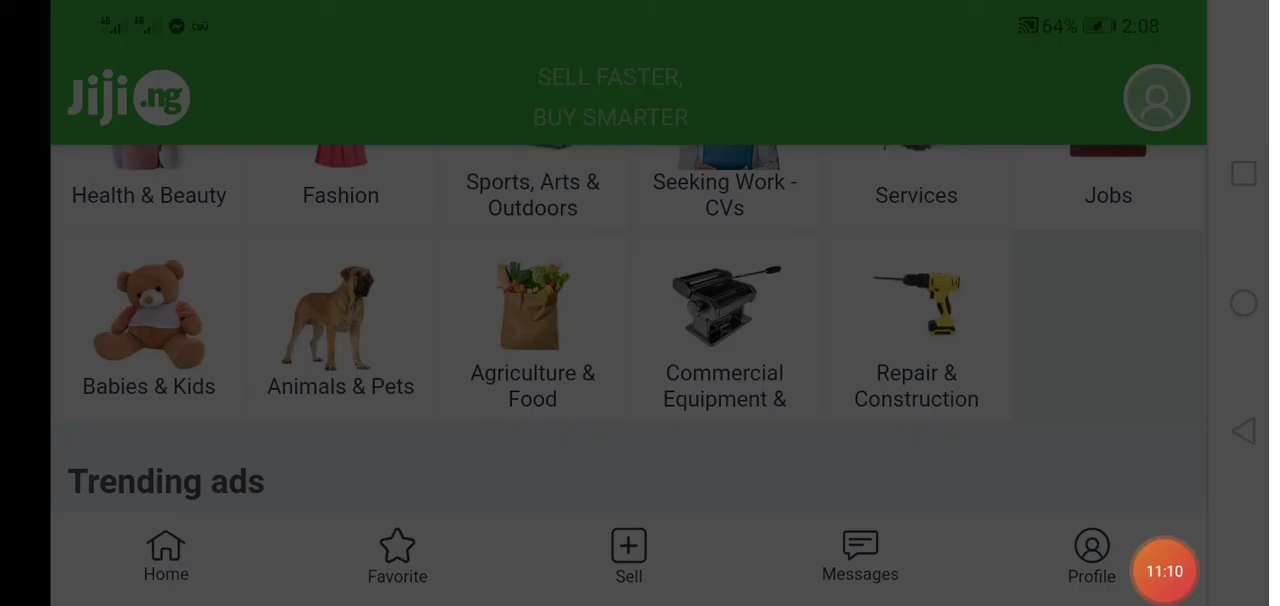 64% 2:08
Jiji.ng
SELL FASTER,
BUY SMARTER
Health & Beauty
Fashion
Sports, Arts &
Outdoors
Seeking Work -
CVs
Services
Jobs
Babies & Kids
Animals & Pets
Agriculture &
Food
Commercial
Equipment &
Repair &
Construction
Trending ads
Home
Favorite
Sell
Messages
Profile
11:10